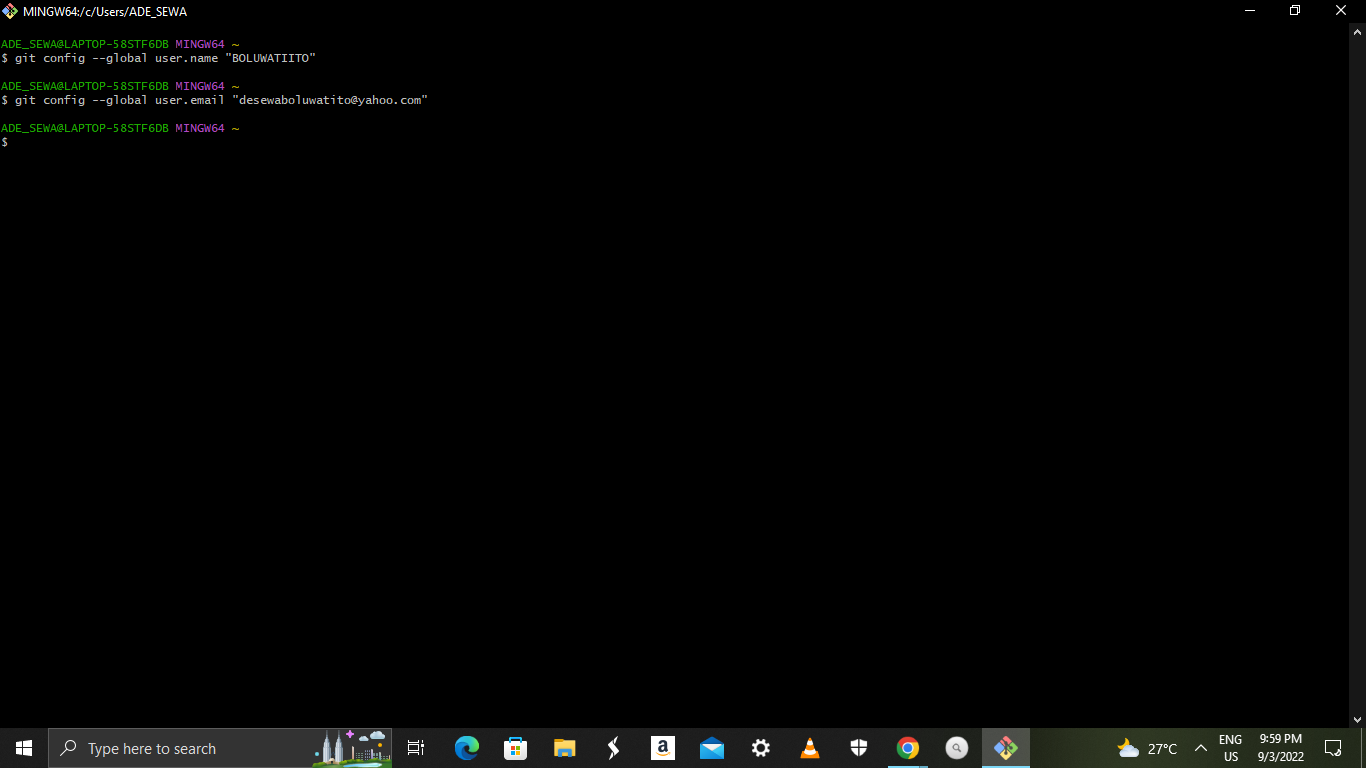 MINGW64:/c/Users/ADE_SEWA
ADE_SEWA@LAPTOP-58STF6DB MINGW64 ~
$ git config --global user.name "BOLUWATIITO"
ADE_SEWA@LAPTOP-58STF6DB MINGW64 ~
$ git config --global user.email "desewaboluwatito@yahoo.com"
ADE_SEWA@LAPTOP-58STF6DB MINGW64 ~
$
Type here to search
a
27°C
ENG
US
9:59 PM
9/3/2022